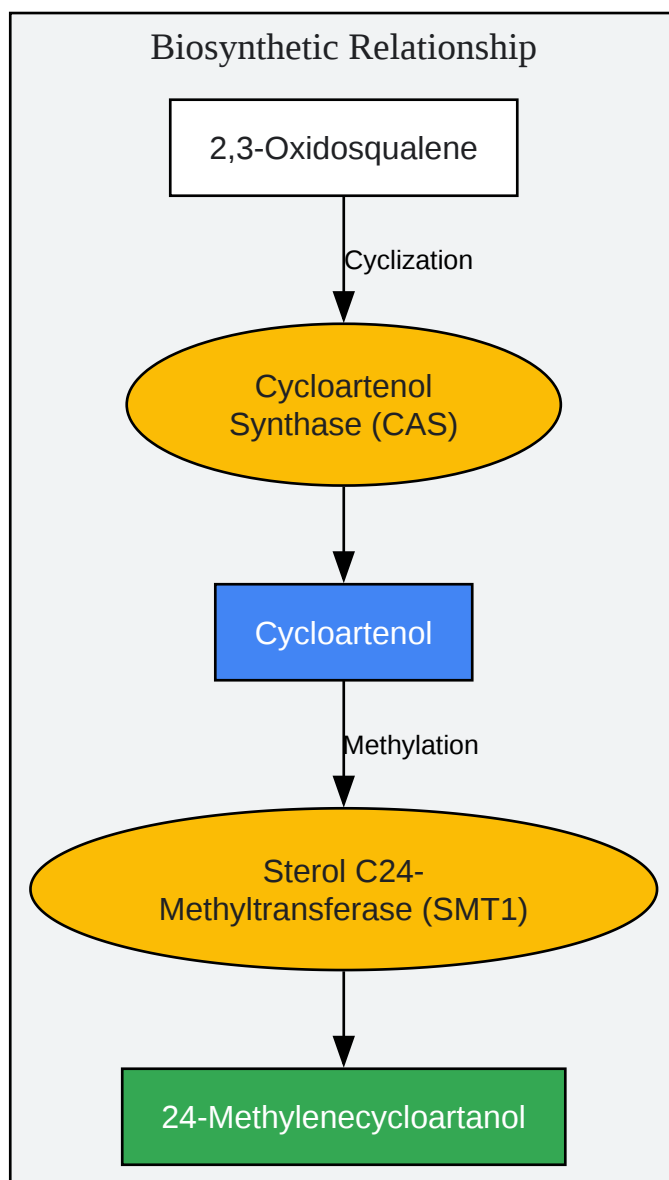 Biosynthetic Relationship
2,3-Oxidosqualene
Cyclization
Cycloartenol
Synthase (CAS)
Cycloartenol
Methylation
Sterol C24-
Methyltransferase (SMT1)
24-Methylenecycloartanol